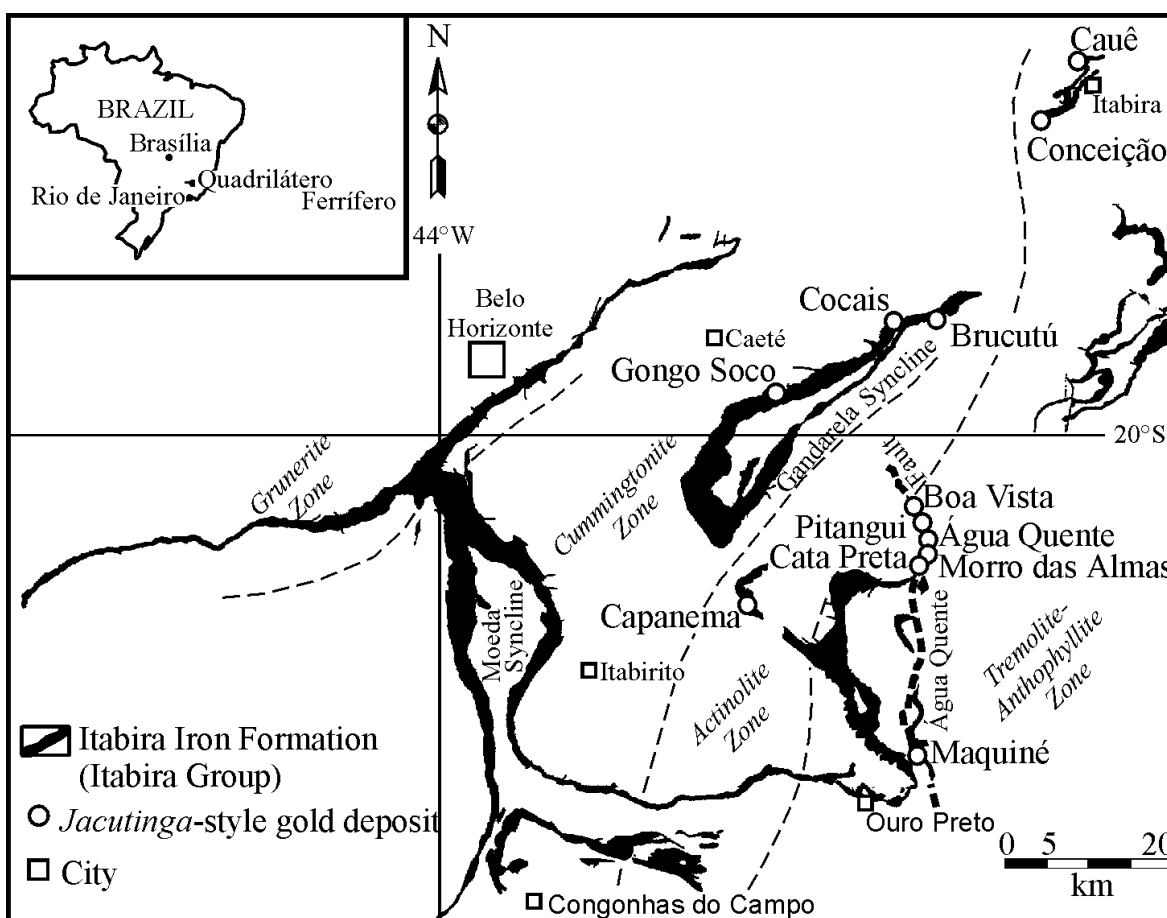 BRAZIL
Brasília
Quadrilátero
Rio de Janeiro
Ferrífero
N
44°W
20°S
Cauê
Itabira
Conceição
Belo
Horizonte
Cocais
Caeté
Brucutú
Gongo Soco
Gandarela Syncline
Grunerite
Zone
Cummingtonite
Zone
Fault
Boa Vista
Pitangui
Água Quente
Cata Preta
Morro das Almas
Capanema
Moeda
Syncline
Itabirito
Água Quente
Tremolite-
Anthophyllite
Zone
Actinolite
Zone
Maquiné
Ouro Preto
Congonhas do Campo
Itabira Iron Formation
(Itabira Group)
Jacutinga-style gold deposit
City
0 5 20
km